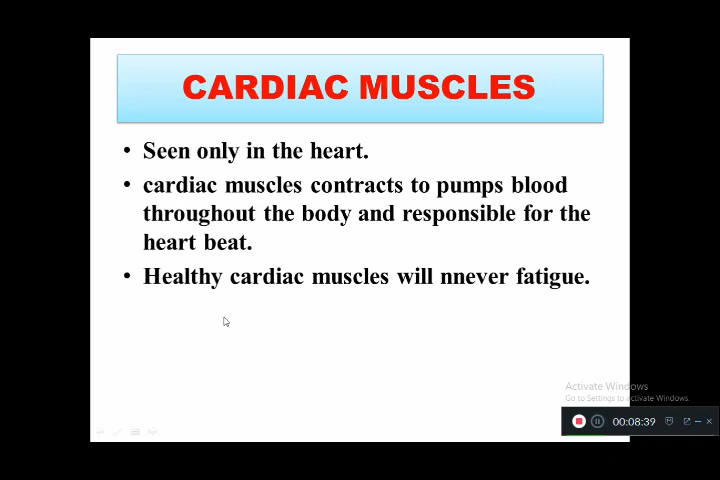 CARDIAC MUSCLES
• Seen only in the heart.
• cardiac muscles contracts to pumps blood
throughout the body and responsible for the
heart beat.
• Healthy cardiac muscles will nnever fatigue.
Activate Windows
Go to Settings to activate Windows.
00:08:39